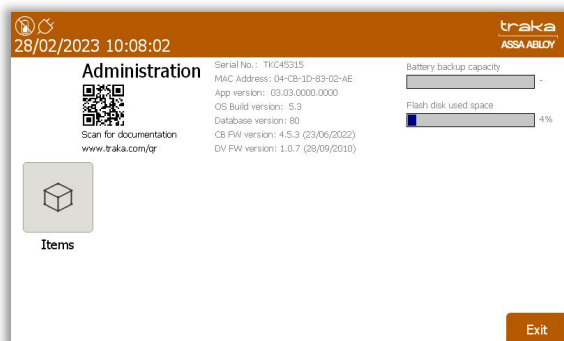 traka
ASSA ABLOY
28/02/2023 10:08:02
Administration
Scan for documentation
www.traka.com/qr
Serial No.: TKC45315
MAC Address: 04-CB-1D-83-02-AE
App version: 03.03.0000.0000
OS Build version: 5.3
Database version: 80
CB FW version: 4.5.3 (23/06/2022)
DV FW version: 1.0.7 (28/09/2010)
Battery backup capacity
-
Flash disk used space
4%
Items
Exit